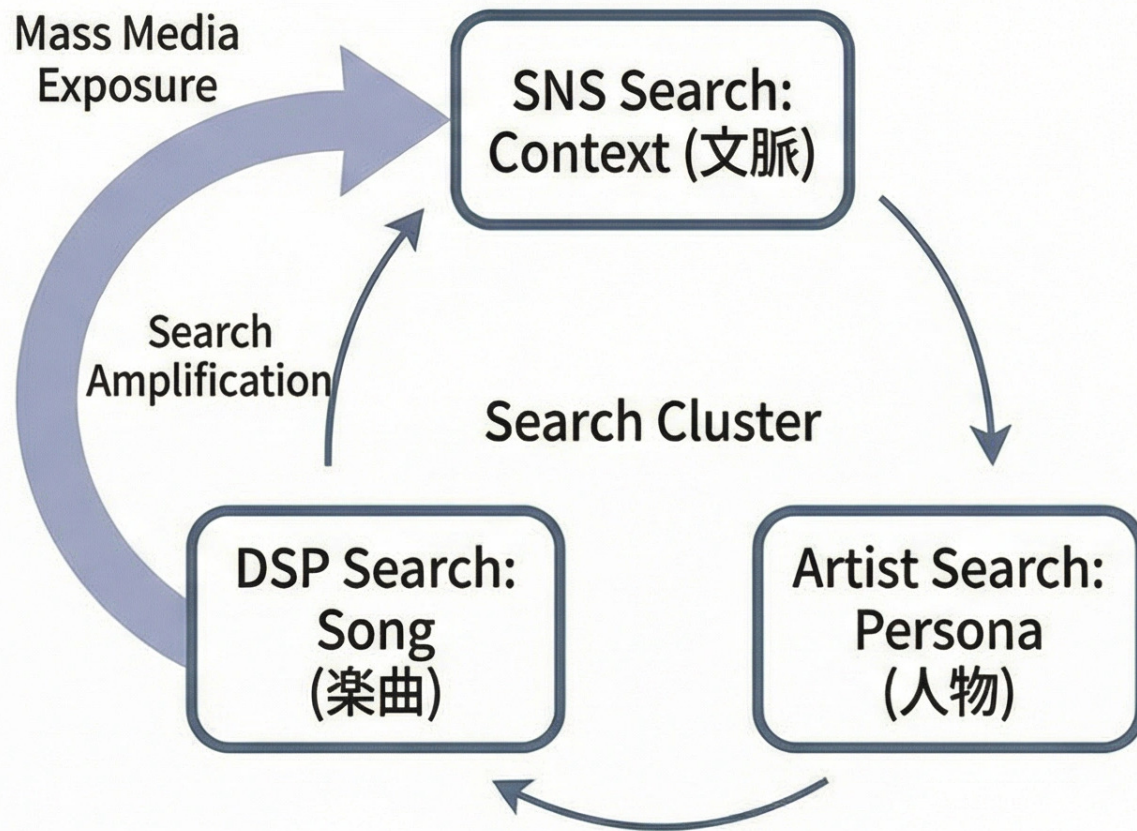 Mass Media
Exposure
SNS Search:
Context (文脈)
Search
Amplification
Search Cluster
DSP Search:
Song
(楽曲)
Artist Search:
Persona
(人物)